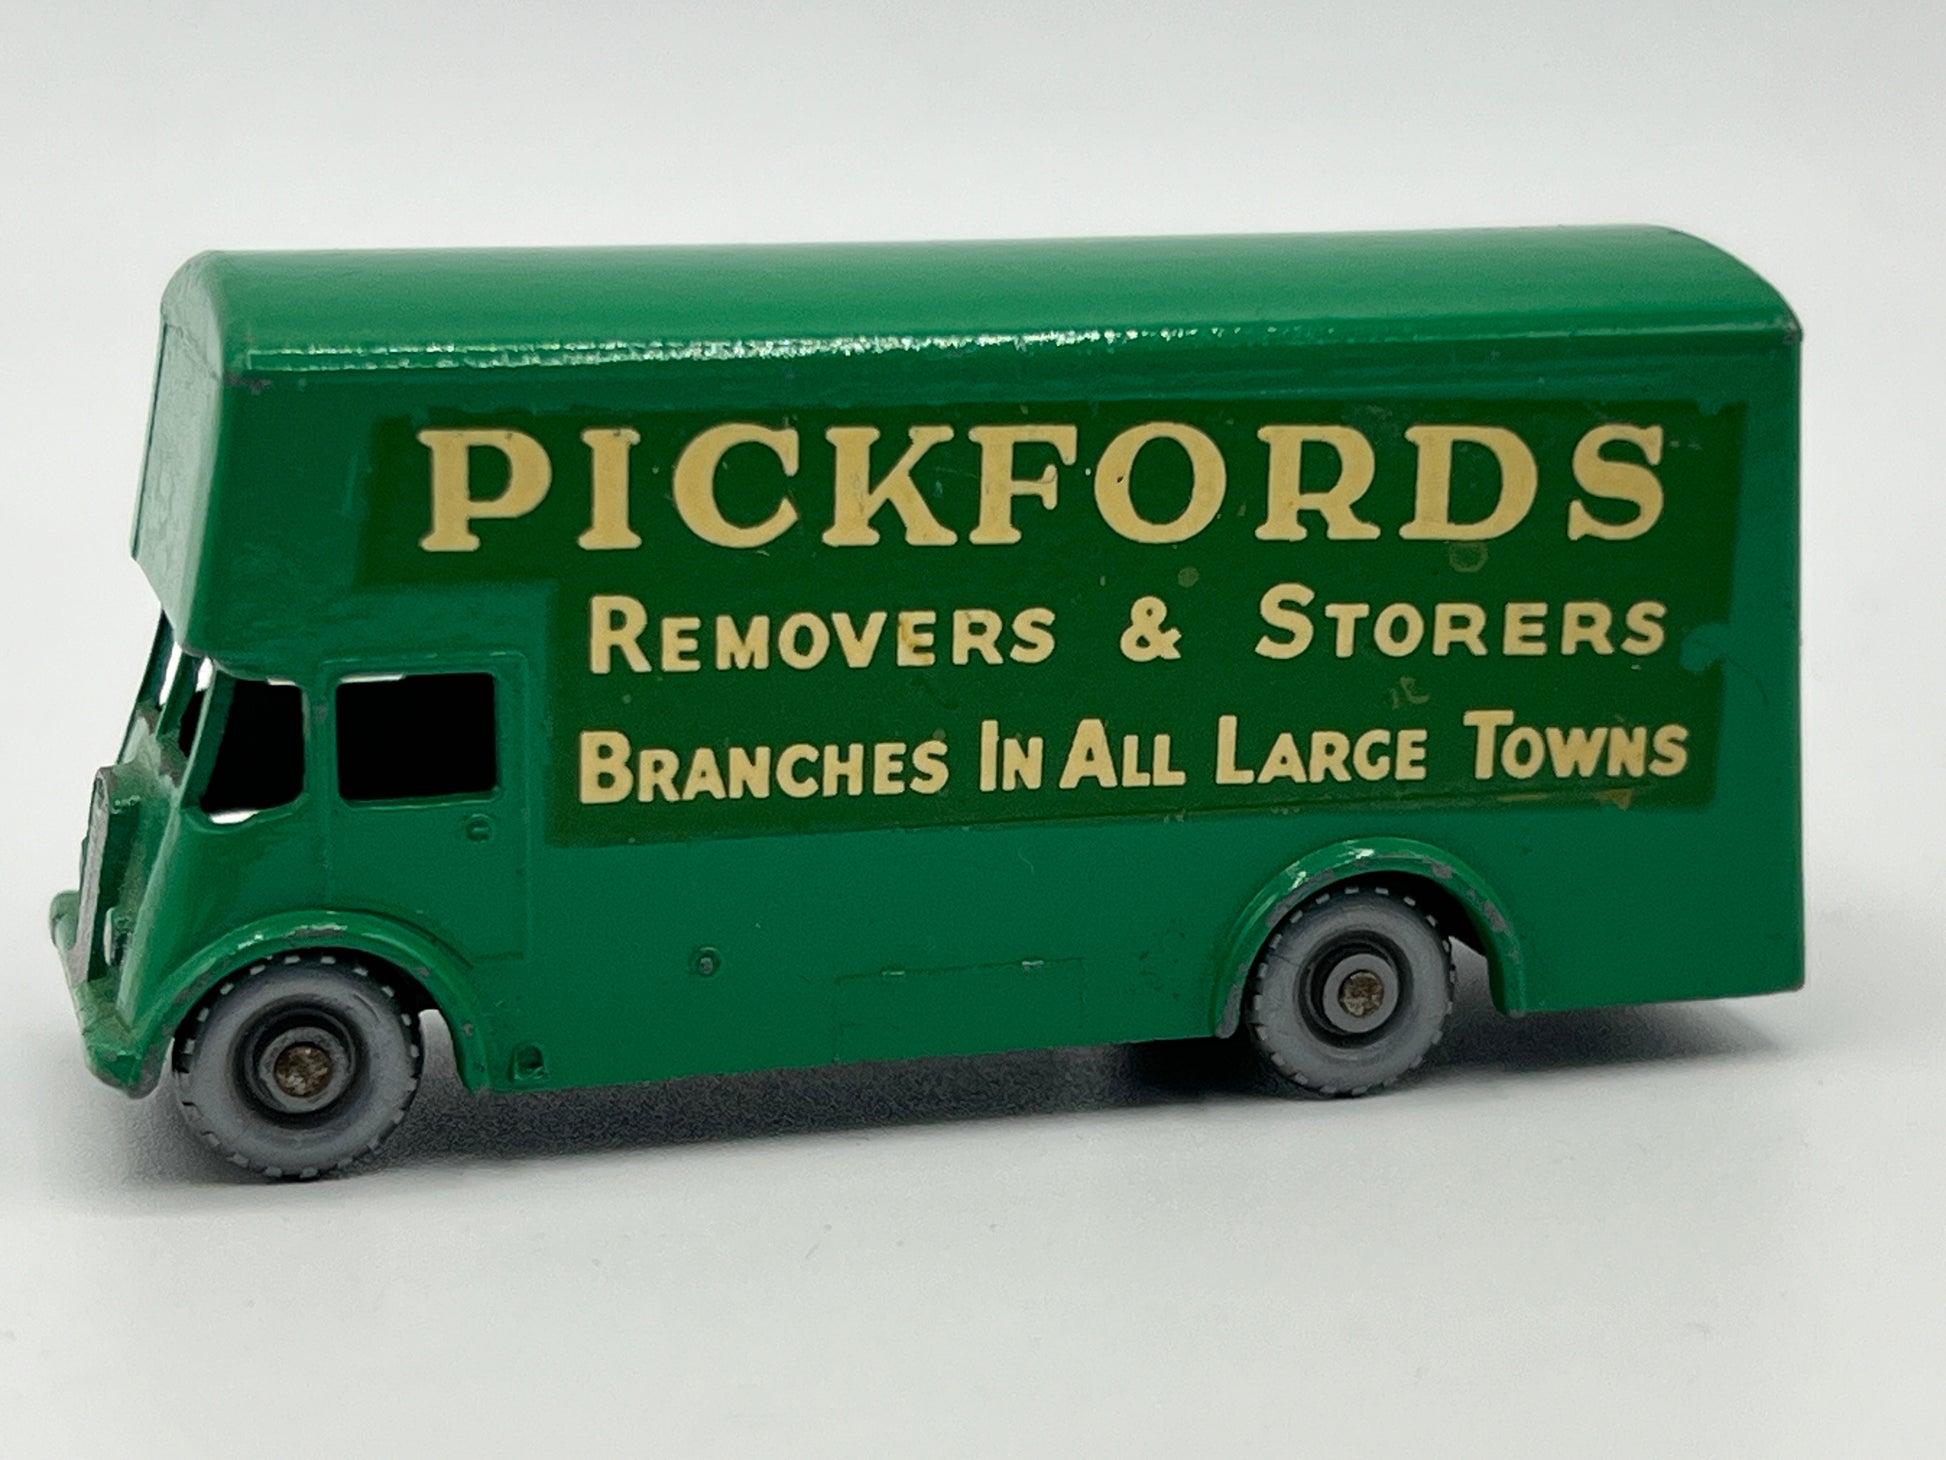 PICKFORDS
REMOVERS & STORERS
BRANCHES IN ALL LARGE TOWNS